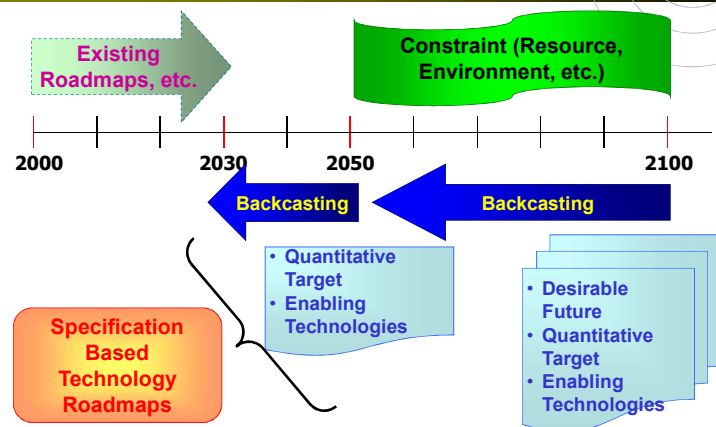 Existing
Roadmaps, etc.
Constraint (Resource,
Environment, etc.)
2000
2030
2050
2100
Backcasting
Backcasting
• Quantitative
Target
• Enabling
Technologies
• Desirable
Future
• Quantitative
Target
• Enabling
Technologies
Specification
Based
Technology
Roadmaps